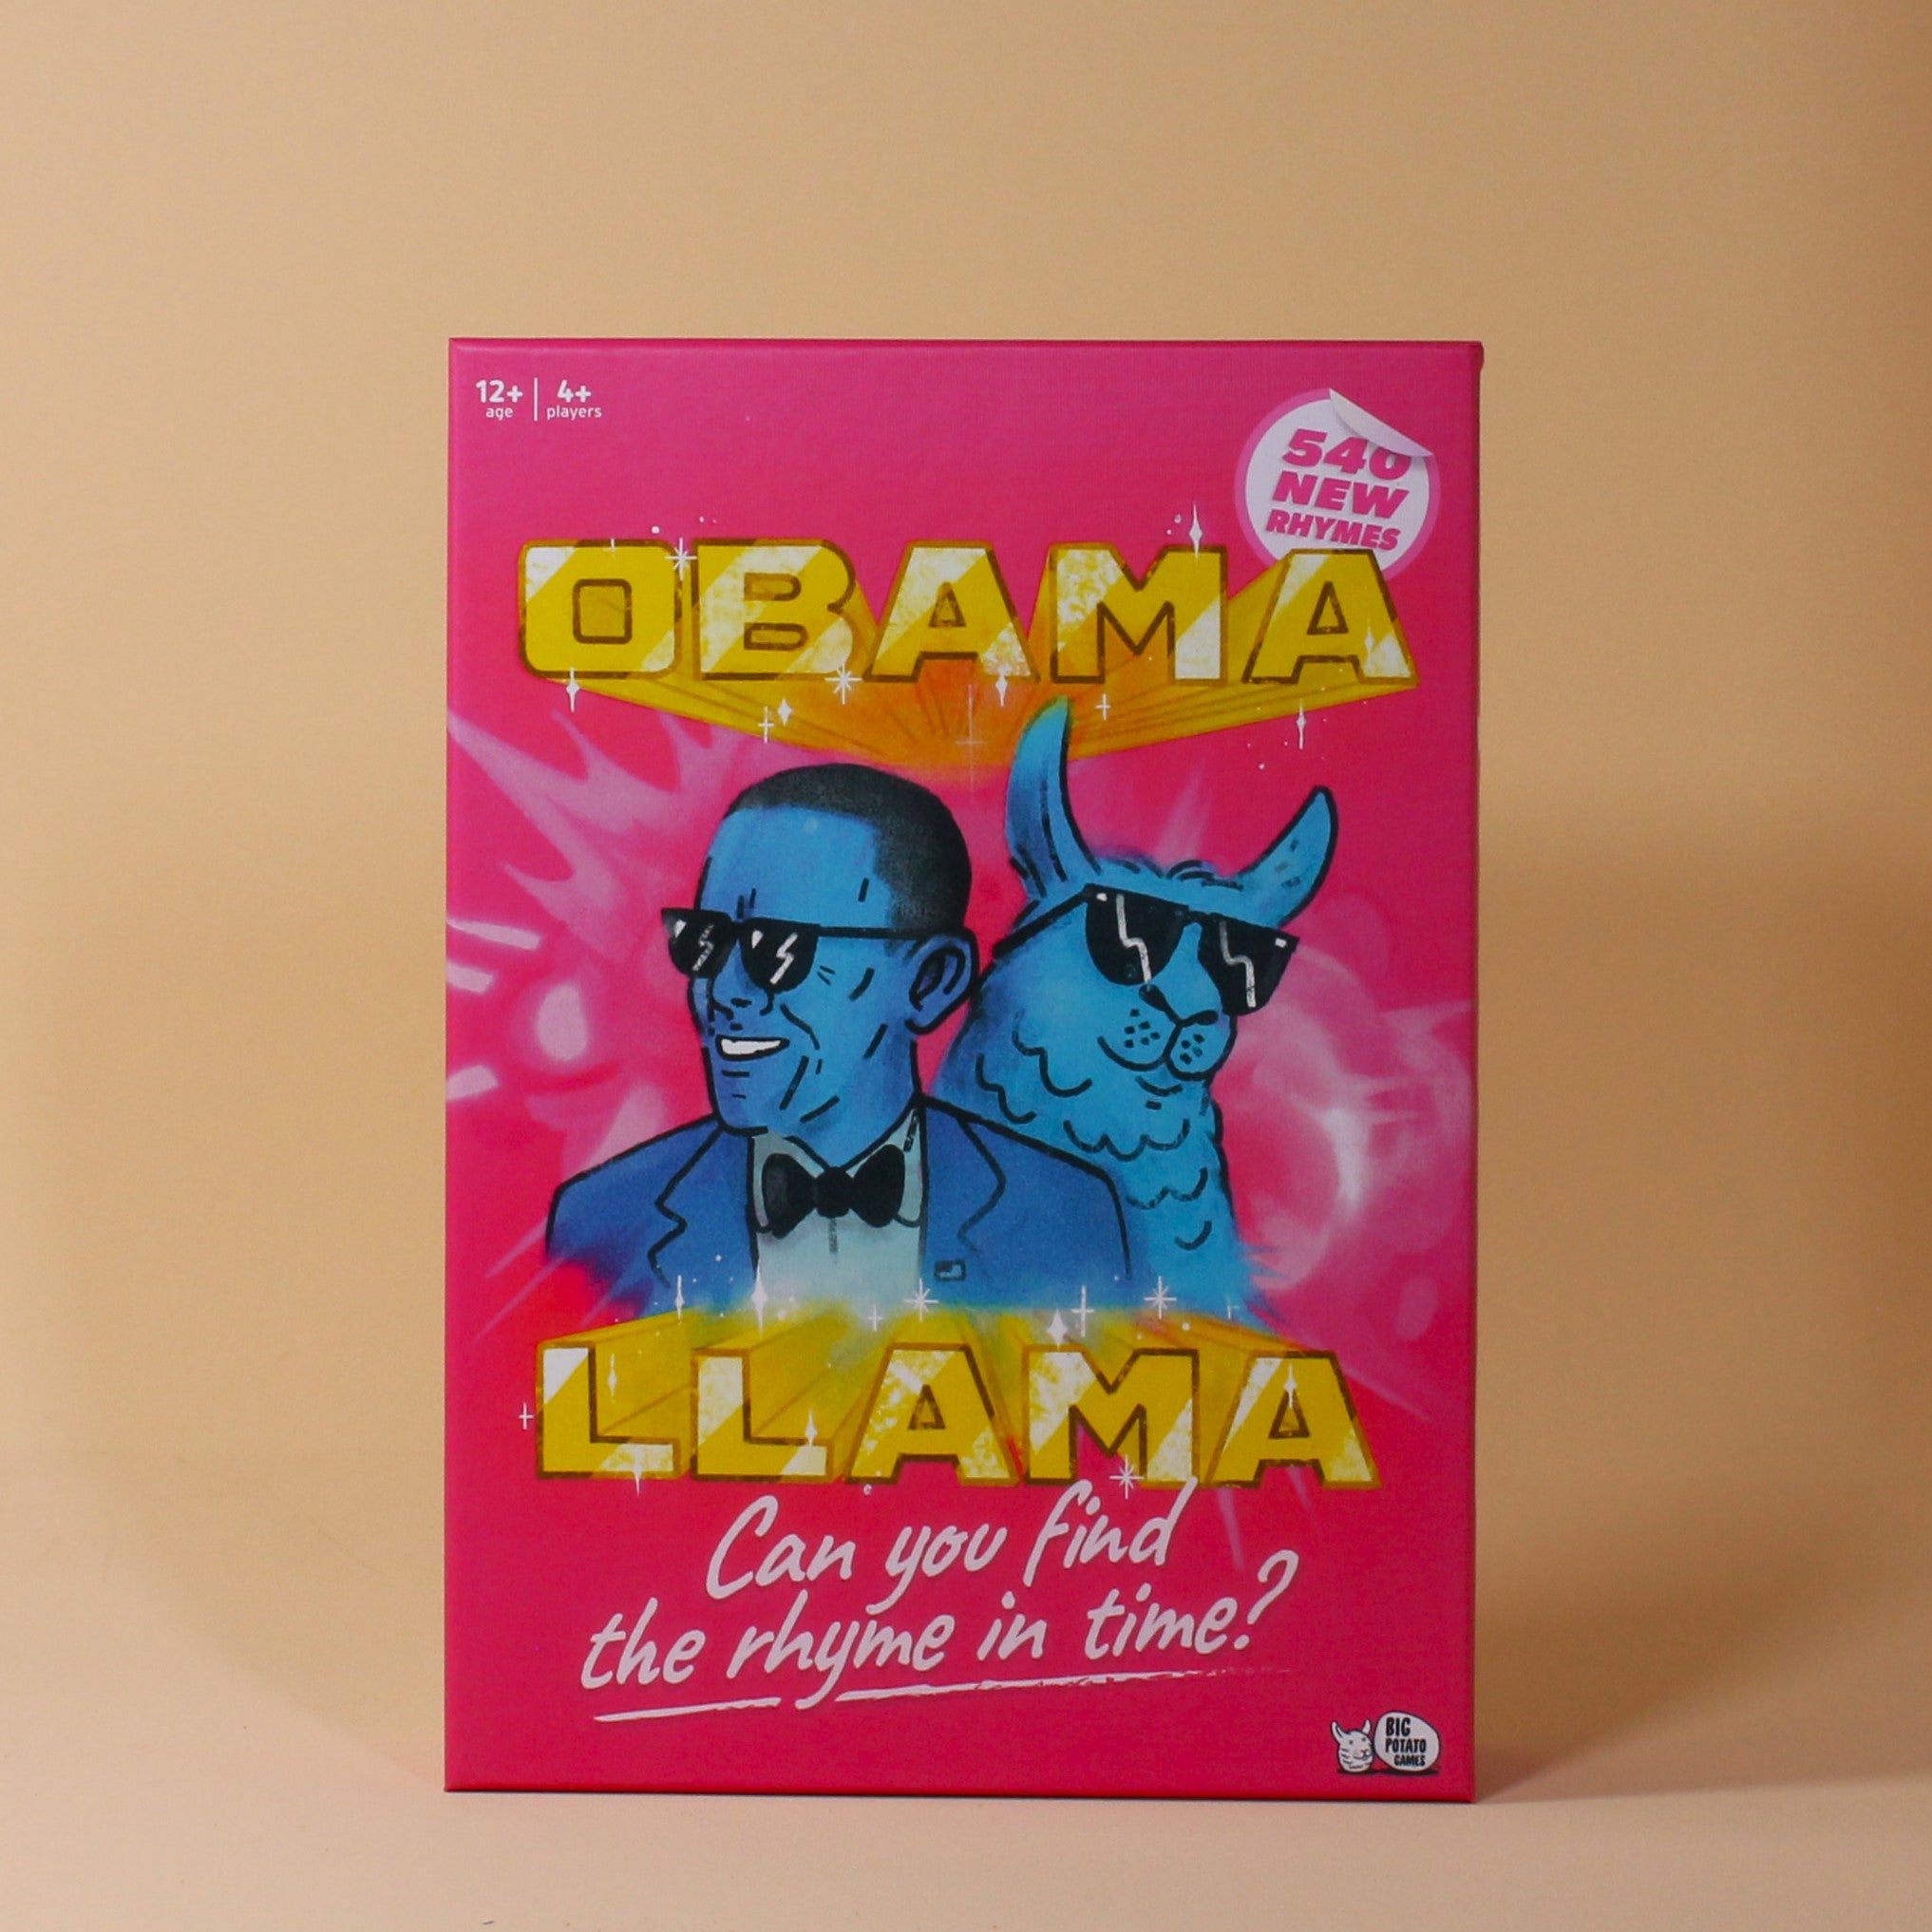 12+ 4+
age players
540
NEW
RHYMES
OBAMA
LLAMA
Can you find
the rhyme in time?
BIG
POTATO
GAMES